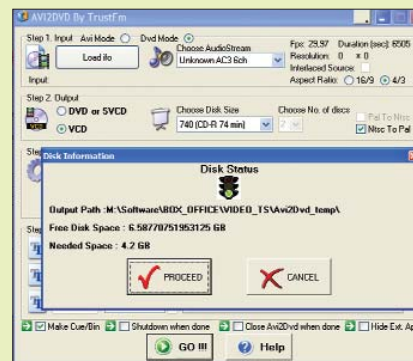 AVI2DVD By TrustFm
Step 1. Input Avi Mode Dvd Mode
Load ifo
Choose AudioStream
Unknown AC3 6ch
Fps: 29,97 Duration (sec): 6505
Resolution: 0 x 0
Interlaced Source:
Aspect Ratio: 16/9 4/3
Input:
Step 2. Output
DVD or SVCD
VCD
Choose Disk Size
740 (CD-R 74 min)
Choose No. of discs
2
Pal To Ntsc
Ntsc To Pal
Disk Information
Disk Status
Output Path :M:\Software\BOX_OFFICE\VIDEO_TS\Avi2Dvd_temp\
Free Disk Space : 6.58770751953125 GB
Needed Space : 4.2 GB
PROCEED
CANCEL
Make Cue/Bin Shutdown when done Close Avi2Dvd when done Hide Ext. Ap
GO !!! Help